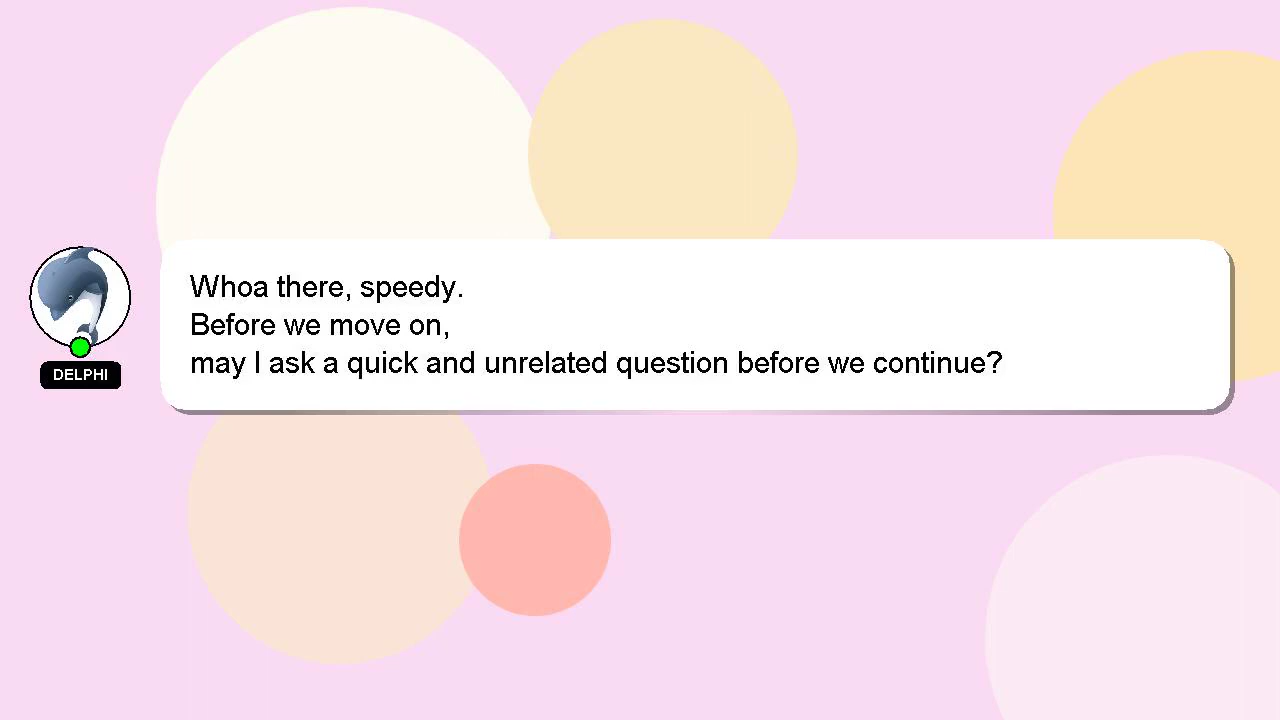 Whoa there, speedy.
Before we move on,
may I ask a quick and unrelated question before we continue?
DELPHI